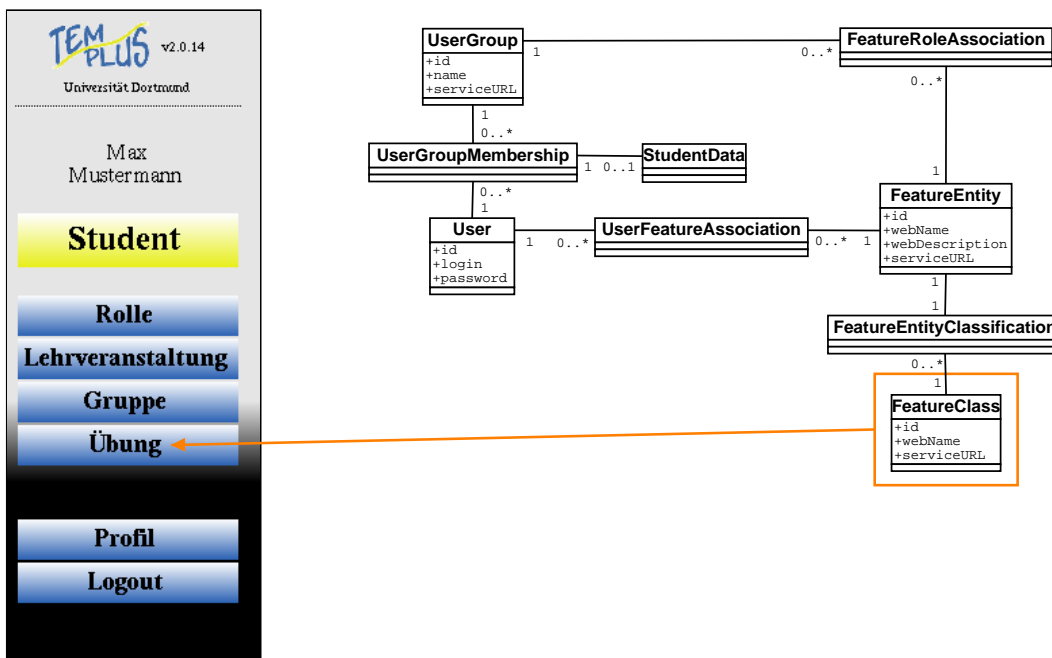 TEMPLUS v2.0.14
Universität Dortmund
Max
Mustermann
Student
Rolle
Lehrveranstaltung
Gruppe
Übung
Profil
Logout
UserGroup
+id
+name
+serviceURL
1
0..*
FeatureRoleAssociation
0..*
1
0..*
UserGroupMembership
1
0..1
StudentData
0..*
1
1
User
+id
+login
+password
1
0..*
UserFeatureAssociation
0..*
1
FeatureEntity
+id
+webName
+webDescription
+serviceURL
1
1
FeatureEntityClassification
0..*
1
FeatureClass
+id
+webName
+serviceURL